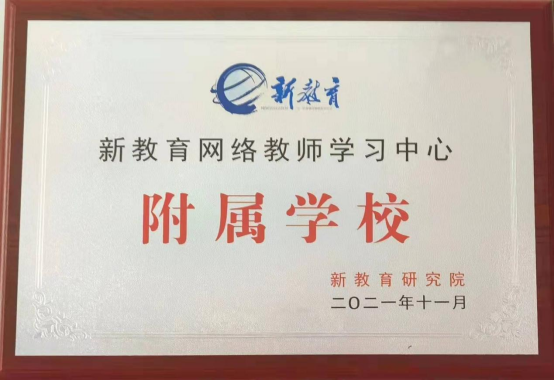 新教育
新教育网络教师学习中心
附属学校
新教育研究院
二〇二一年十一月